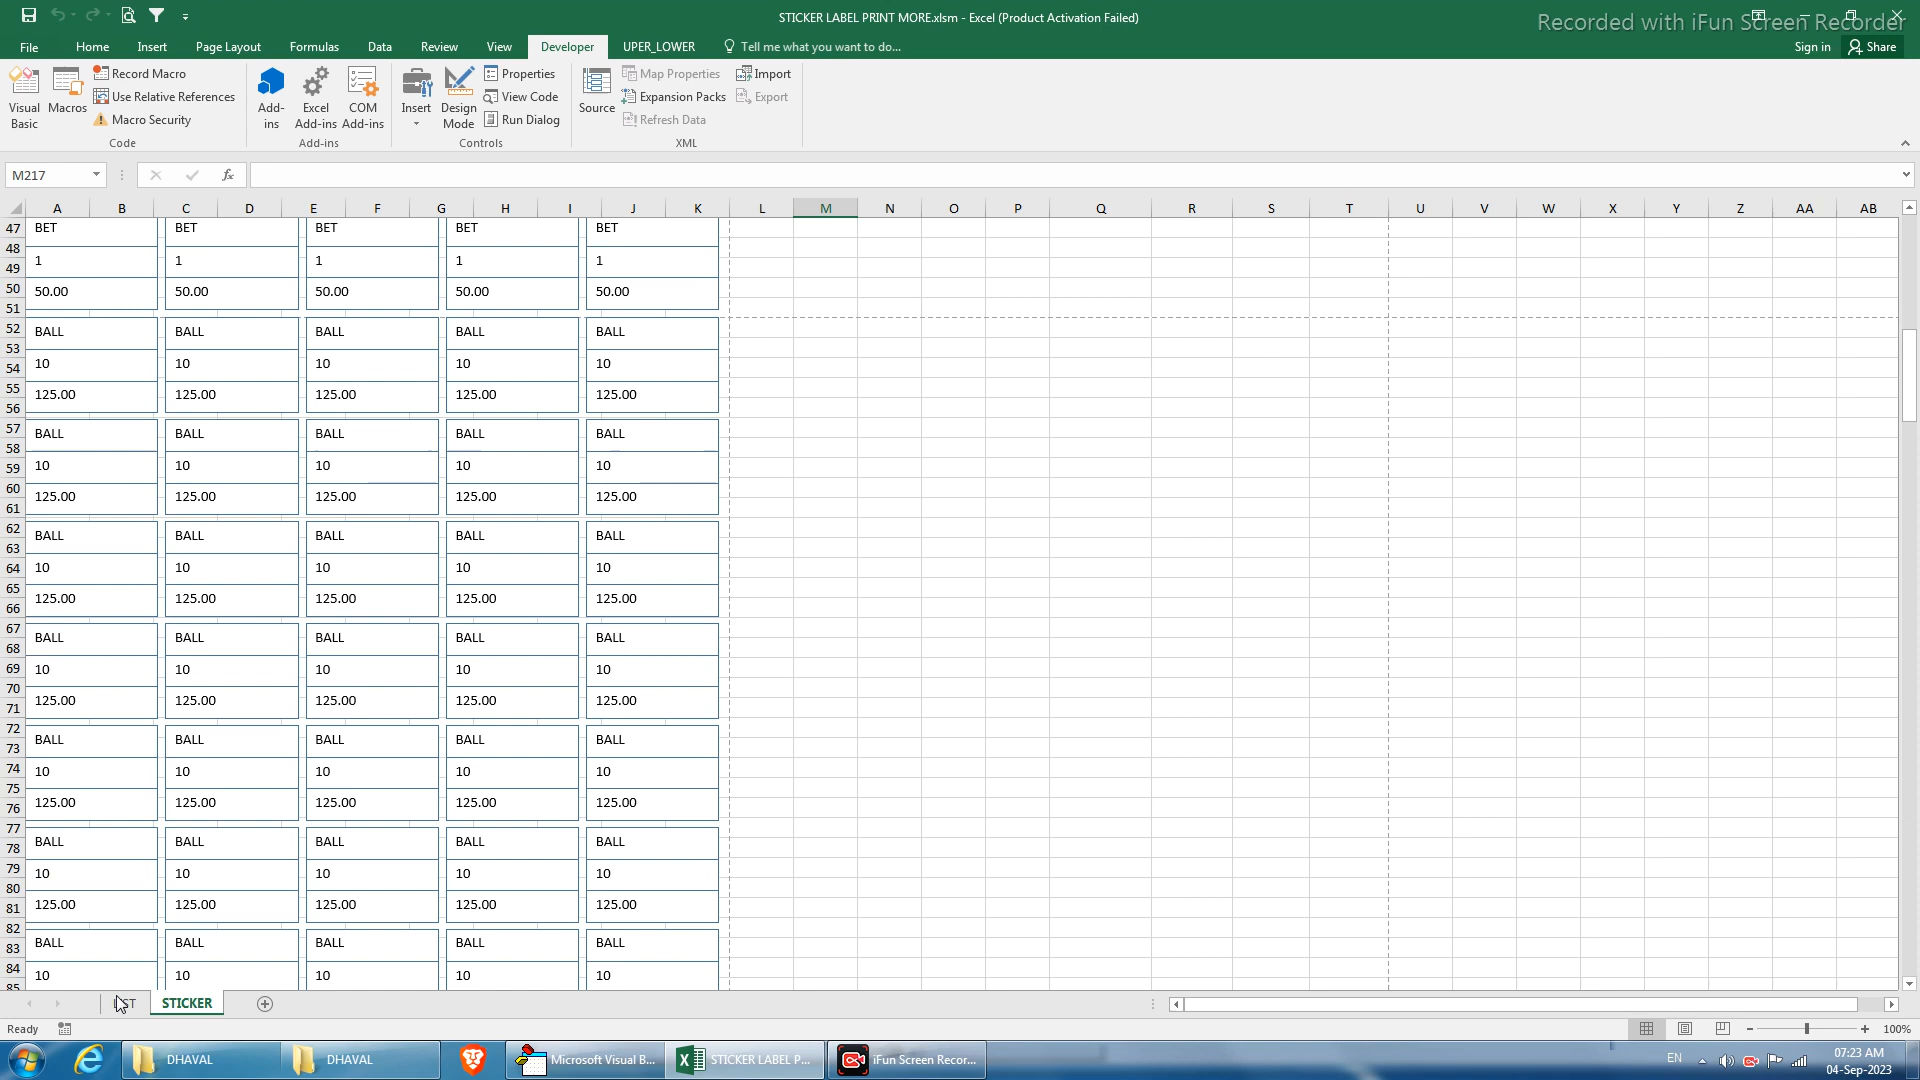 STICKER LABEL PRINT MORE.xlsm - Excel (Product Activation Failed)
Recorded with iFun Screen Recorder
File Home Insert Page Layout Formulas Data Review View Developer UPER_LOWER Tell me what you want to do... Sign in Share
Visual Basic
Macros
Record Macro
Use Relative References
Macro Security
Code
Add-ins
Excel Add-ins
COM Add-ins
Add-ins
Insert
Design Mode
Properties
View Code
Run Dialog
Controls
Source
Map Properties
Expansion Packs
Refresh Data
Import
Export
XML
M217
fx
A B C D E F G H I J K L M N O P Q R S T U V W X Y Z AA AB
47 BET BET BET BET BET
48
49 1 1 1 1 1
50 50.00 50.00 50.00 50.00 50.00
51
52 BALL BALL BALL BALL BALL
53
54 10 10 10 10 10
55 125.00 125.00 125.00 125.00 125.00
56
57 BALL BALL BALL BALL BALL
58
59 10 10 10 10 10
60 125.00 125.00 125.00 125.00 125.00
61
62 BALL BALL BALL BALL BALL
63
64 10 10 10 10 10
65 125.00 125.00 125.00 125.00 125.00
66
67 BALL BALL BALL BALL BALL
68
69 10 10 10 10 10
70 125.00 125.00 125.00 125.00 125.00
71
72 BALL BALL BALL BALL BALL
73
74 10 10 10 10 10
75
76 125.00 125.00 125.00 125.00 125.00
77
78 BALL BALL BALL BALL BALL
79 10 10 10 10 10
80
81 125.00 125.00 125.00 125.00 125.00
82
83 BALL BALL BALL BALL BALL
84 10 10 10 10 10
85
STICKER
Ready
100%
DHAVAL
DHAVAL
Microsoft Visual B...
STICKER LABEL P...
iFun Screen Recor...
EN
07:23 AM
04-Sep-2023